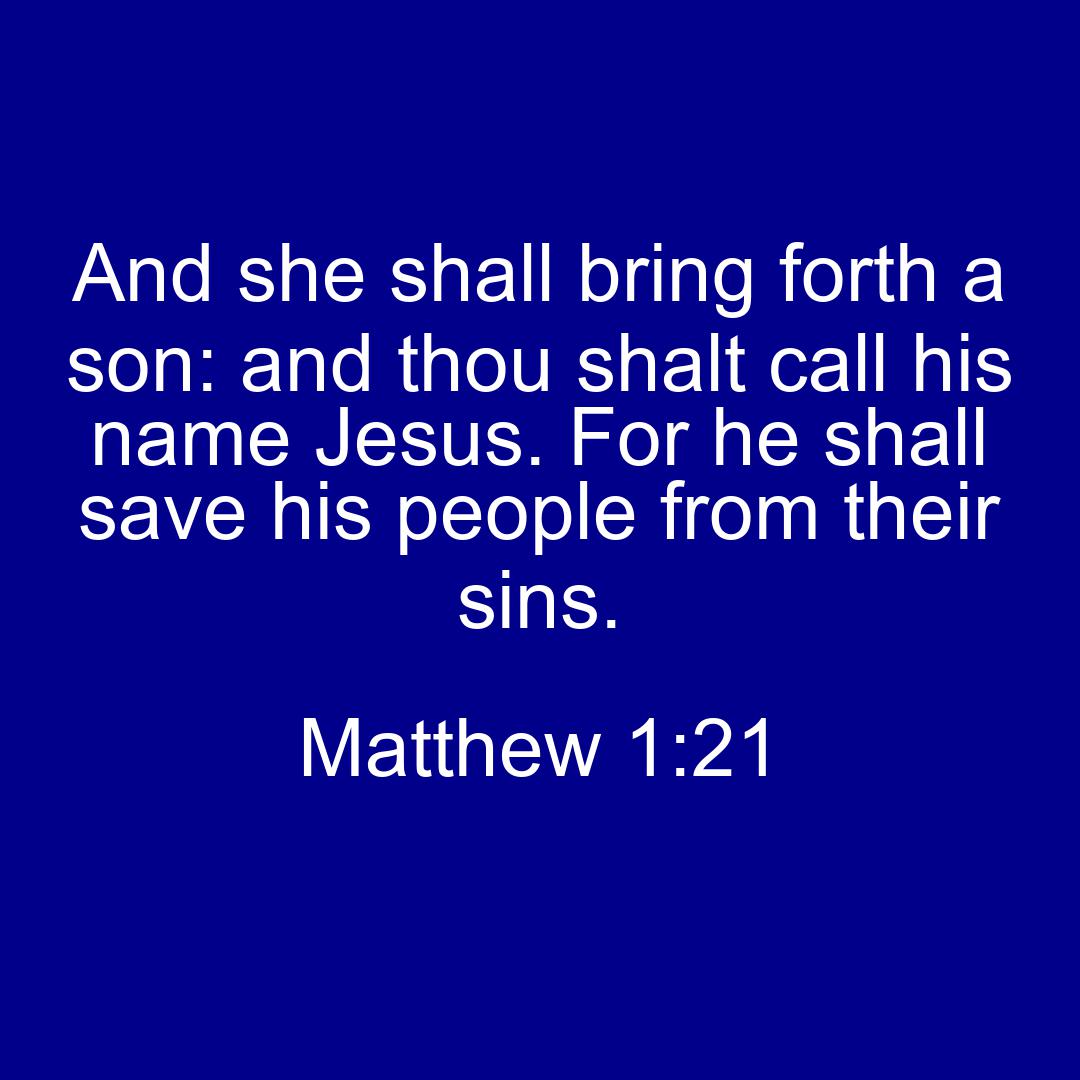 And she shall bring forth a
son: and thou shalt call his
name Jesus. For he shall
save his people from their
sins.
Matthew 1:21